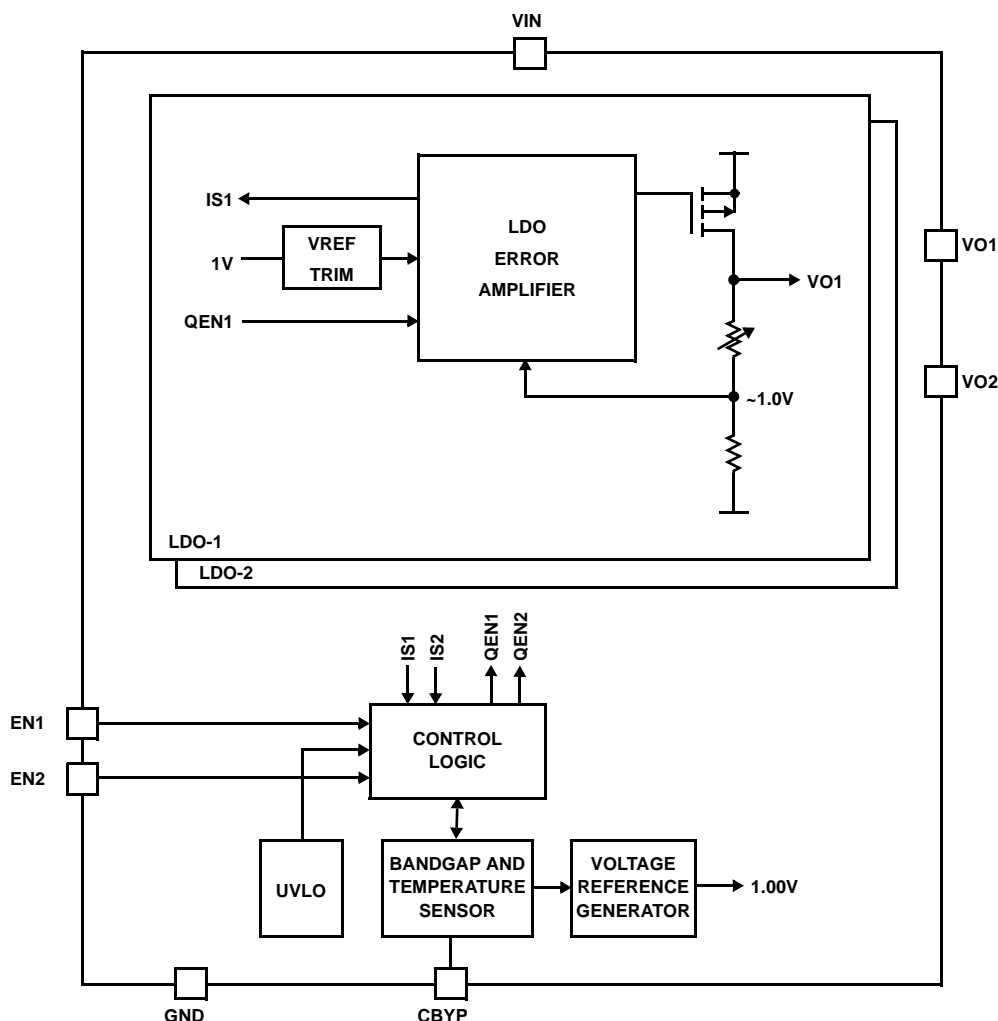 VIN
IS1
1V
VREF
TRIM
QEN1
LDO
ERROR
AMPLIFIER
VO1
~1.0V
LDO-1
LDO-2
VO1
VO2
IS1
IS2
QEN1
QEN2
EN1
EN2
CONTROL
LOGIC
UVLO
BANDGAP AND
TEMPERATURE
SENSOR
VOLTAGE
REFERENCE
GENERATOR
1.00V
GND
CBYP